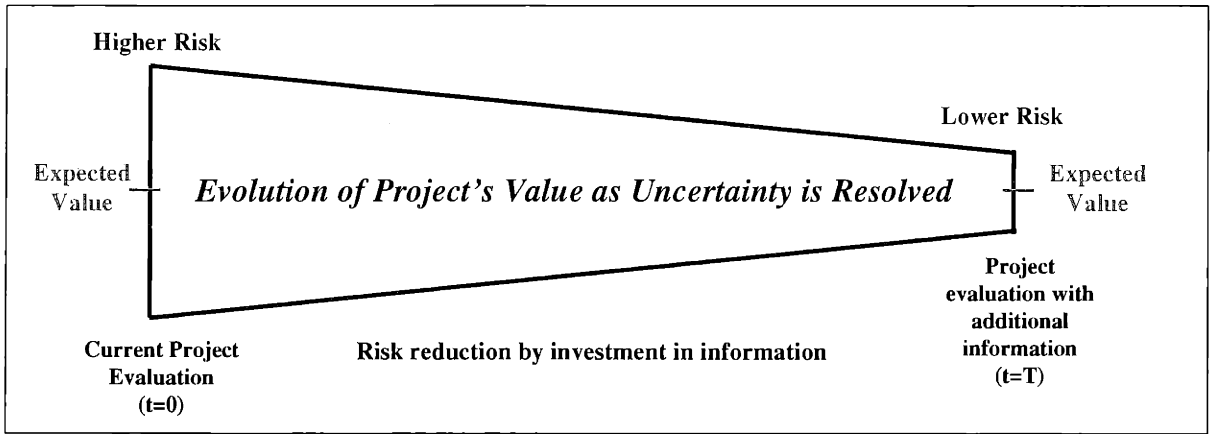 Higher Risk
Lower Risk
Expected
Value
Evolution of Project's Value as Uncertainty is Resolved
Expected
Value
Current Project
Evaluation
(t=0)
Risk reduction by investment in information
Project
evaluation with
additional
information
(t=T)